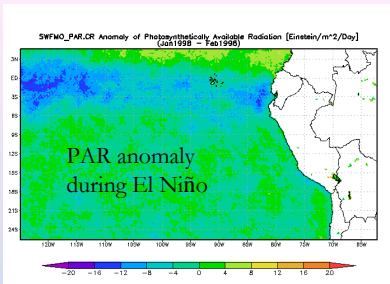 SWFMO_PAR.CR Anomaly of Photosynthetically Available Radiation [Einstein/m^2/Day]
(Jan1998 - Feb1998)
3N
EQ
3S
6S
9S
12S
15S
18S
21S
24S
PAR anomaly
during El Niño
120W 115W 110W 105W 100W 95W 90W 85W 80W 75W 70W 65W
-20 -16 -12 -8 -4 0 4 8 12 16 20